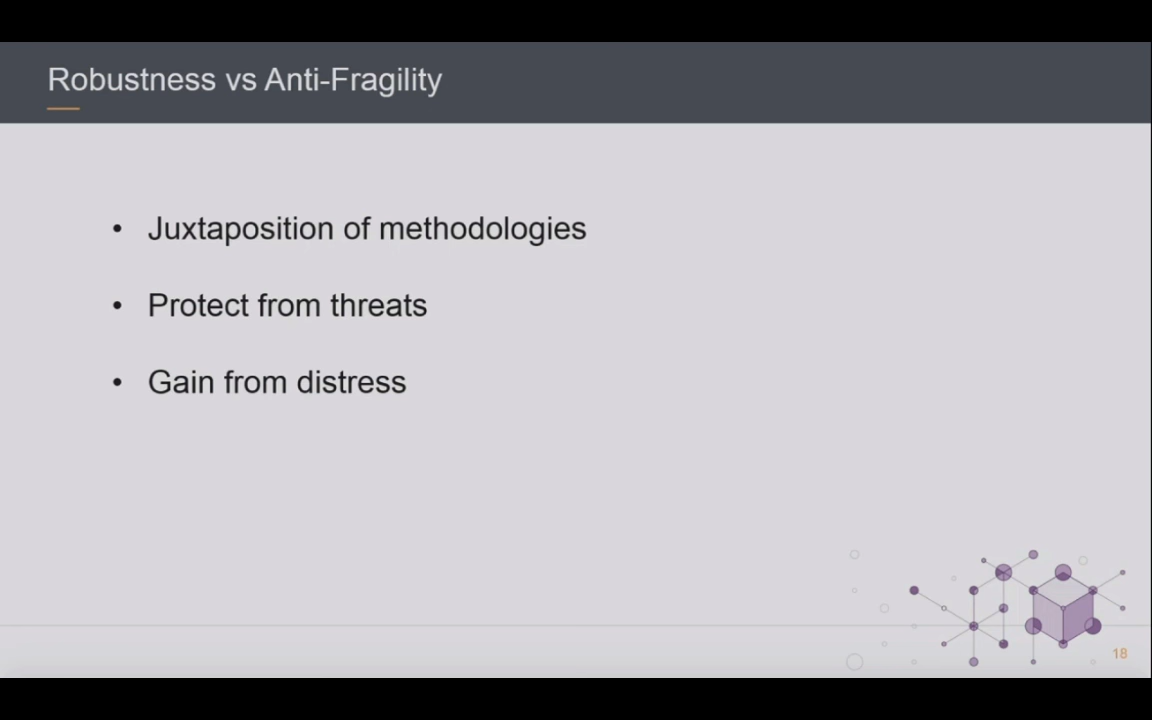 Robustness vs Anti-Fragility
• Juxtaposition of methodologies
• Protect from threats
• Gain from distress
18